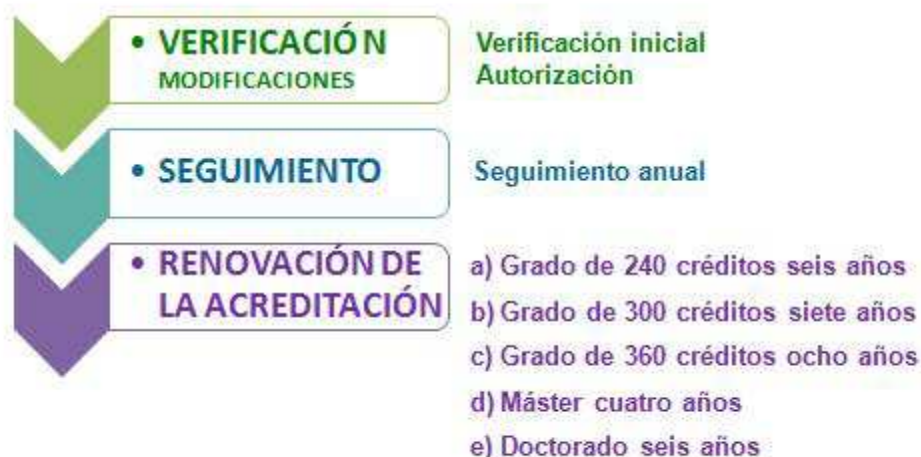 • VERIFICACIÓN
MODIFICACIONES
Verificación inicial
Autorización
• SEGUIMIENTO
Seguimiento anual
• RENOVACIÓN DE
LA ACREDITACIÓN
a) Grado de 240 créditos seis años
b) Grado de 300 créditos siete años
c) Grado de 360 créditos ocho años
d) Máster cuatro años
e) Doctorado seis años